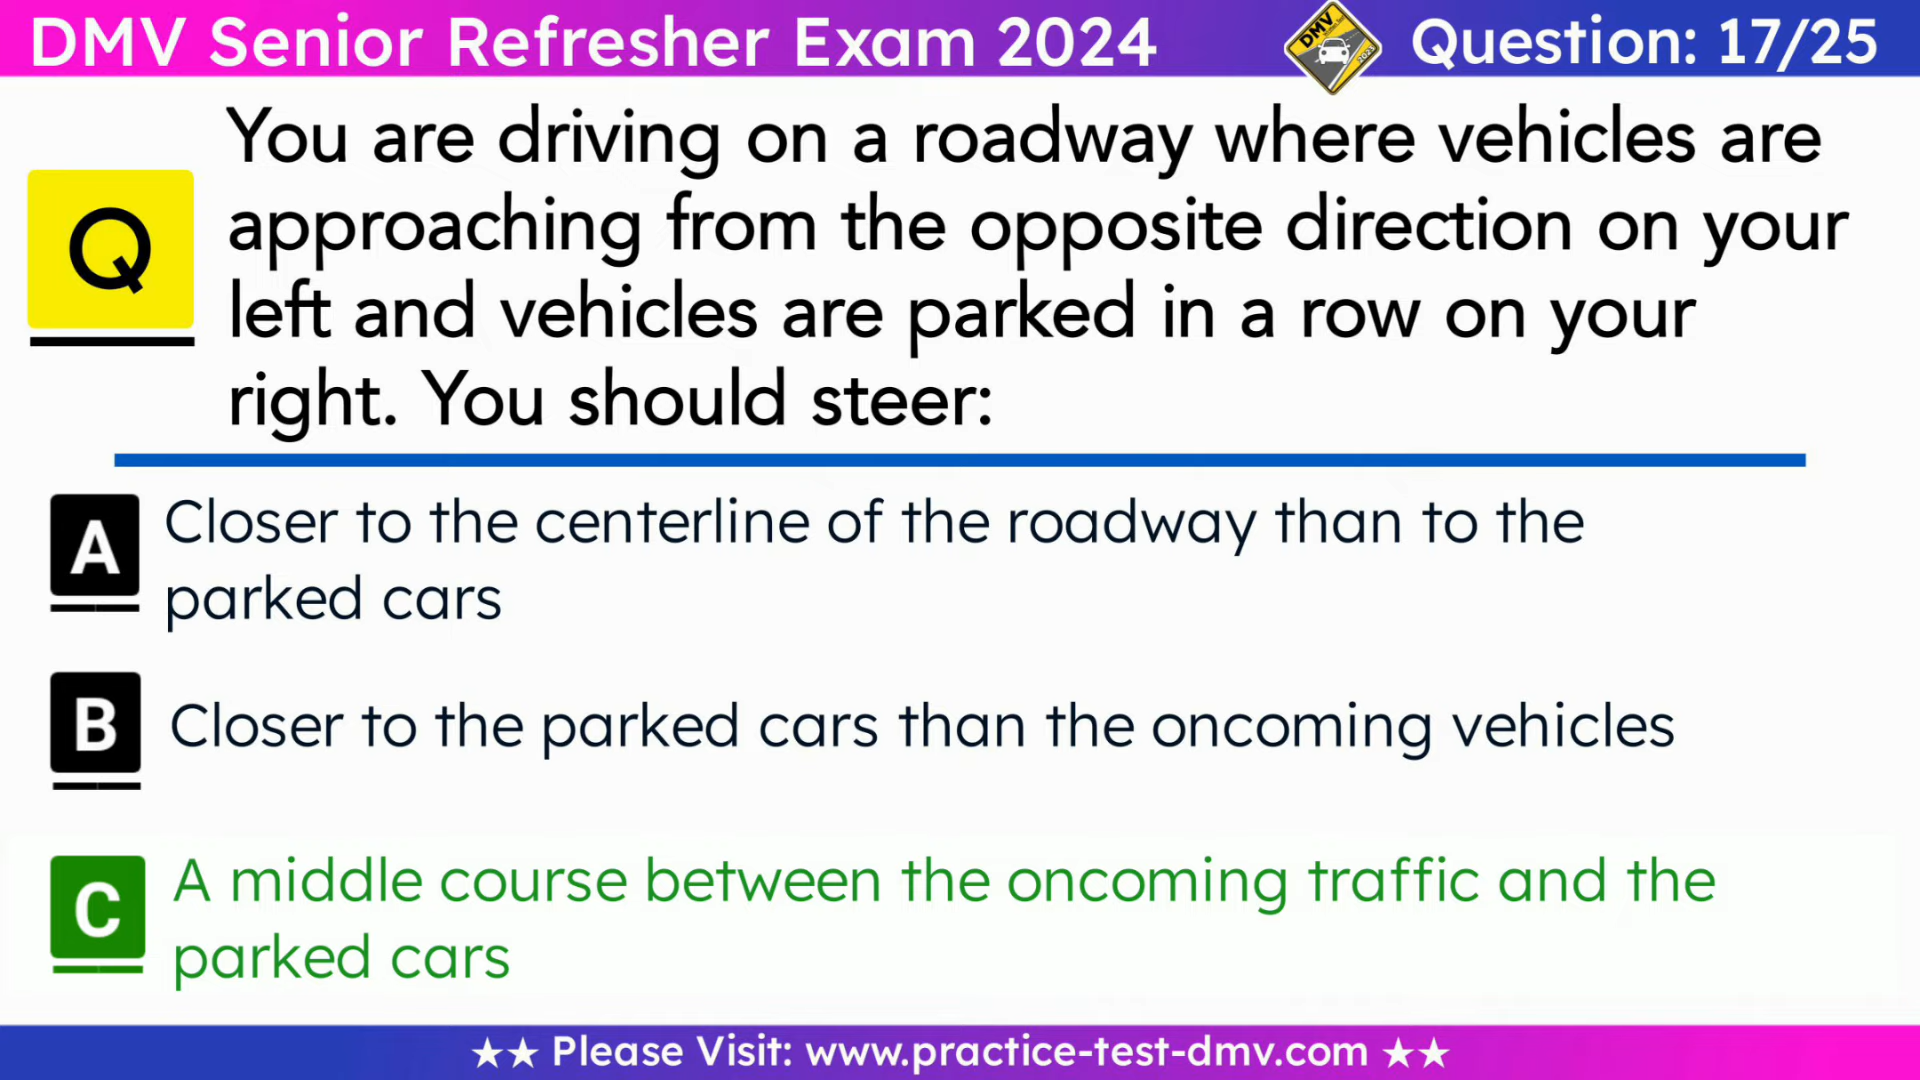 DMV Senior Refresher Exam 2024
DMV
2023
Question: 17/25
Q
You are driving on a roadway where vehicles are
approaching from the opposite direction on your
left and vehicles are parked in a row on your
right. You should steer:
A
Closer to the centerline of the roadway than to the
parked cars
B
Closer to the parked cars than the oncoming vehicles
C
A middle course between the oncoming traffic and the
parked cars
★★ Please Visit: www.practice-test-dmv.com ★★